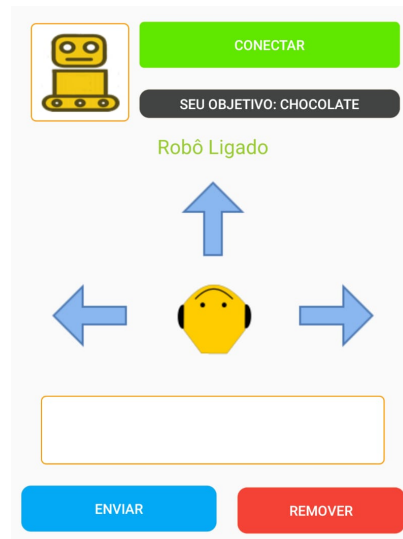 CONECTAR
SEU OBJETIVO: CHOCOLATE
Robô Ligado
ENVIAR
REMOVER